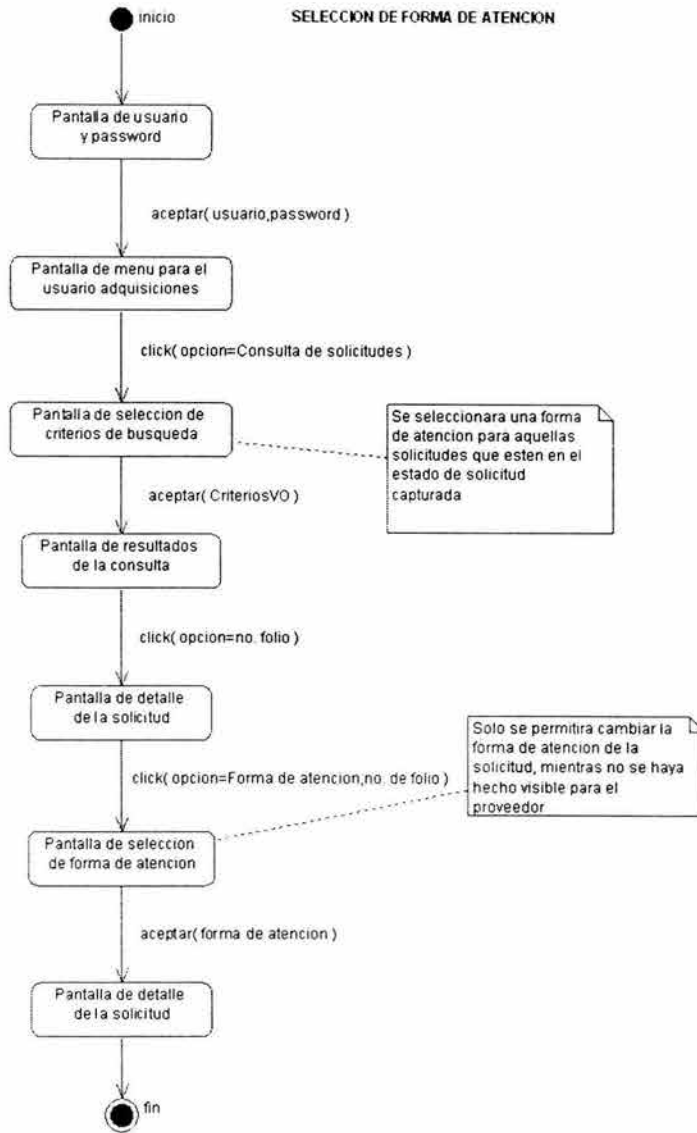 inicio
SELECCION DE FORMA DE ATENCION
Pantalla de usuario
y password
aceptar( usuario,password )
Pantalla de menu para el
usuario adquisiciones
click( opcion=Consulta de solicitudes )
Pantalla de seleccion de
criterios de busqueda
Se seleccionara una forma
de atencion para aquellas
solicitudes que esten en el
estado de solicitud
capturada
aceptar( CriteriosVO )
Pantalla de resultados
de la consulta
click( opcion=no. folio )
Pantalla de detalle
de la solicitud
Solo se permitira cambiar la
forma de atencion de la
solicitud, mientras no se haya
hecho visible para el
proveedor
click( opcion=Forma de atencion,no. de folio )
Pantalla de seleccion
de forma de atencion
aceptar( forma de atencion )
Pantalla de detalle
de la solicitud
fin